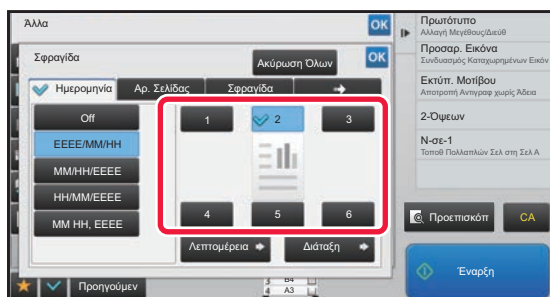 Άλλα
OK
Σφραγίδα
Ακύρωση Όλων
OK
Ημερομηνία
Αρ. Σελίδας
Σφραγίδα
Off
ΕΕΕΕ/ΜΜ/ΗΗ
ΜΜ/ΗΗ/ΕΕΕΕ
ΗΗ/ΜΜ/ΕΕΕΕ
ΜΜ ΗΗ, ΕΕΕΕ
1
2
3
4
5
6
Λεπτομέρεια
Διάταξη
Προηγούμεν
3 B4
4 A3
Πρωτότυπο
Αλλαγή Μεγέθους/Διεύθ
Προσαρ. Εικόνα
Συνδυασμός Καταχωρημένων Εικόν
Εκτύπ. Μοτίβου
Αποτροπή Αντιγραφ χωρίς Άδεια
2-Όψεων
N-σε-1
Τοποθ Πολλαπλών Σελ στη Σελ Α
Προεπισκόπ
CA
Έναρξη